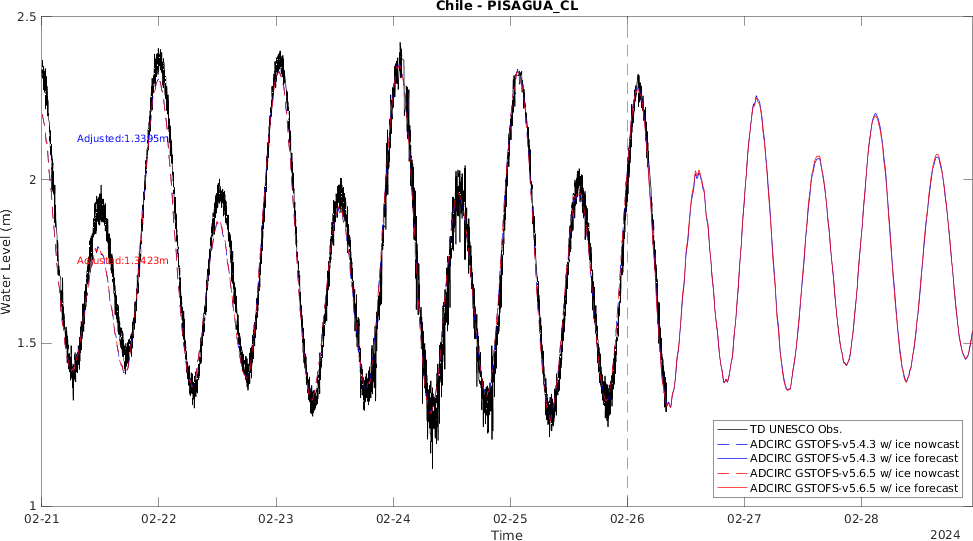 Chile - PISAGUA_CL
2.5
2
1.5
1
Water Level (m)
Adjusted:1.3395m
Adjusted:1.3423m
TD UNESCO Obs.
ADCIRC GSTOFS-v5.4.3 w/ ice nowcast
ADCIRC GSTOFS-v5.4.3 w/ ice forecast
ADCIRC GSTOFS-v5.6.5 w/ ice nowcast
ADCIRC GSTOFS-v5.6.5 w/ ice forecast
02-21 02-22 02-23 02-24 02-25 02-26 02-27 02-28
Time
2024